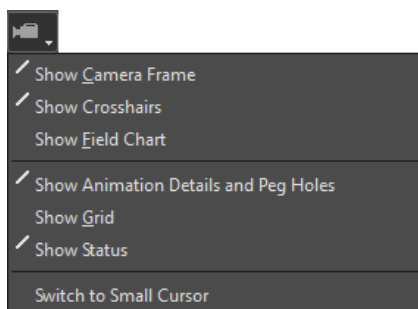 Show Camera Frame
Show Crosshairs
Show Field Chart
Show Animation Details and Peg Holes
Show Grid
Show Status
Switch to Small Cursor